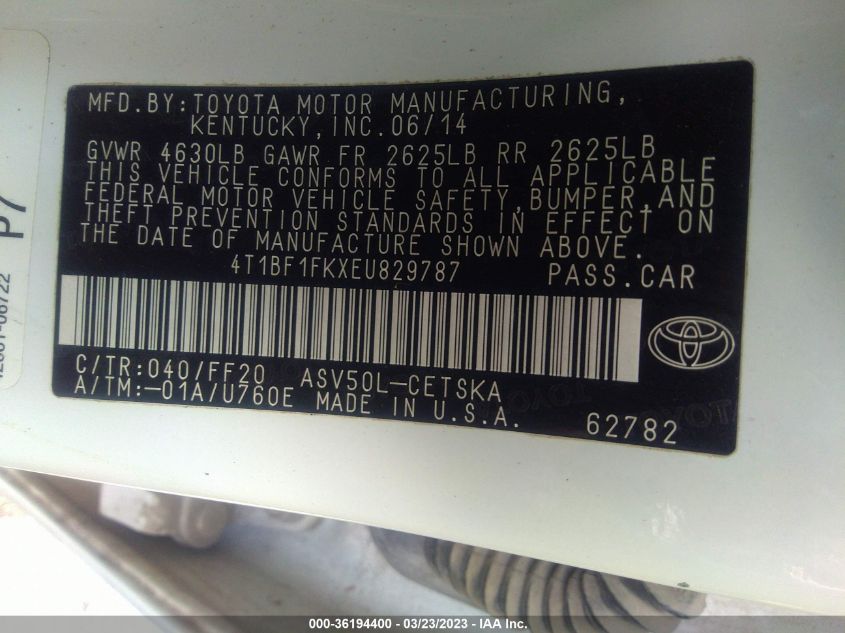 MFD.BY:TOYOTA MOTOR MANUFACTURING,
KENTUCKY,INC.06/14
GVWR 4630LB GAWR FR 2625LB RR 2625LB
THIS VEHICLE CONFORMS TO ALL APPLICABLE
FEDERAL MOTOR VEHICLE SAFETY,BUMPER,AND
THEFT PREVENTION STANDARDS IN EFFECT ON
THE DATE OF MANUFACTURE SHOWN ABOVE.
4T1BF1FKXEU829787 PASS.CAR
C/TR:040/FF20 ASV50L-CETSKA
A/TM:-01A/U760E MADE IN U.S.A.
62782
P7
000-36194400 - 03/23/2023 - IAA Inc.